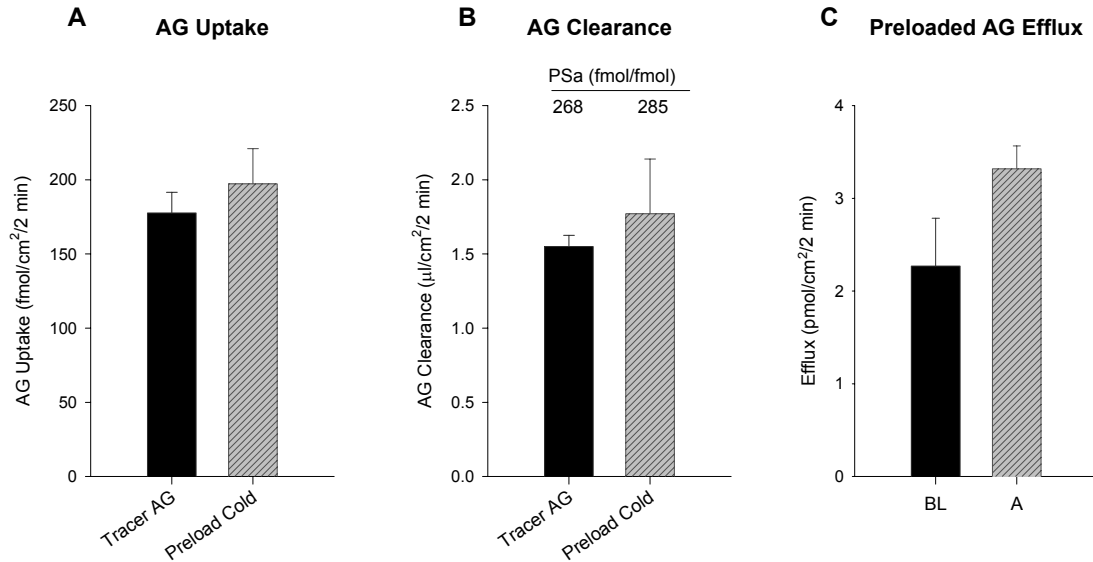 A AG Uptake
AG Uptake (fmol/cm²/2 min)
250
200
150
100
50
0
Tracer AG
Preload Cold
B AG Clearance
PSa (fmol/fmol)
268 285
AG Clearance (µl/cm²/2 min)
2.5
2.0
1.5
1.0
0.5
0.0
Tracer AG
Preload Cold
C Preloaded AG Efflux
Efflux (pmol/cm²/2 min)
4
3
2
1
0
BL A